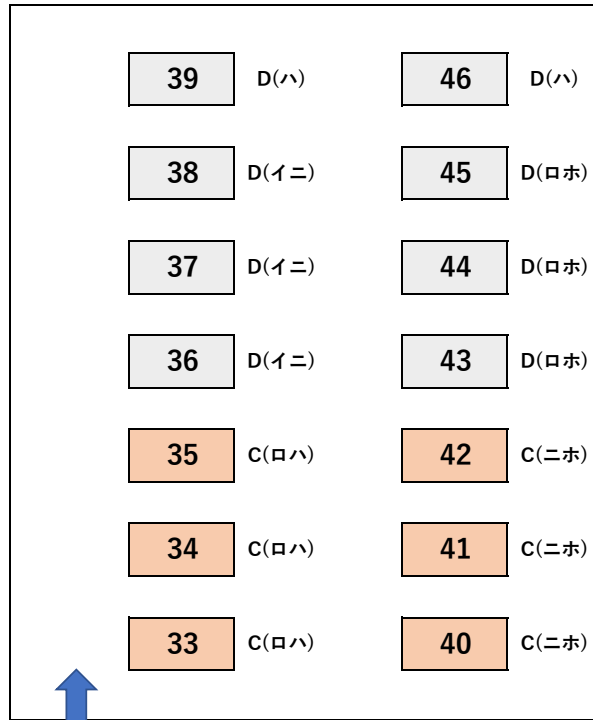 39 D(ハ) 46 D(ハ)
38 D(イニ) 45 D(ロホ)
37 D(イニ) 44 D(ロホ)
36 D(イニ) 43 D(ロホ)
35 C(ロハ) 42 C(ニホ)
34 C(ロハ) 41 C(ニホ)
33 C(ロハ) 40 C(ニホ)